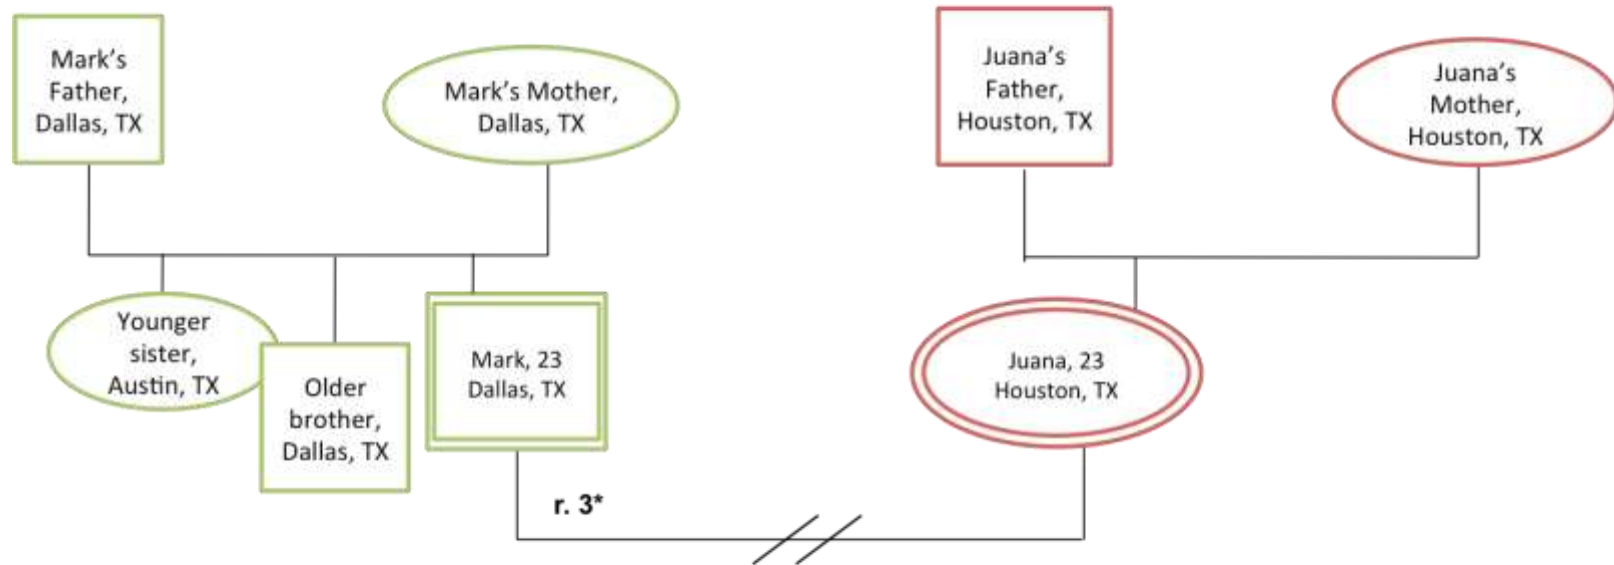 Mark's
Father,
Dallas, TX
Mark's Mother,
Dallas, TX
Juana's
Father,
Houston, TX
Juana's
Mother,
Houston, TX
Younger
sister,
Austin, TX
Older
brother,
Dallas, TX
Mark, 23
Dallas, TX
Juana, 23
Houston, TX
r. 3*